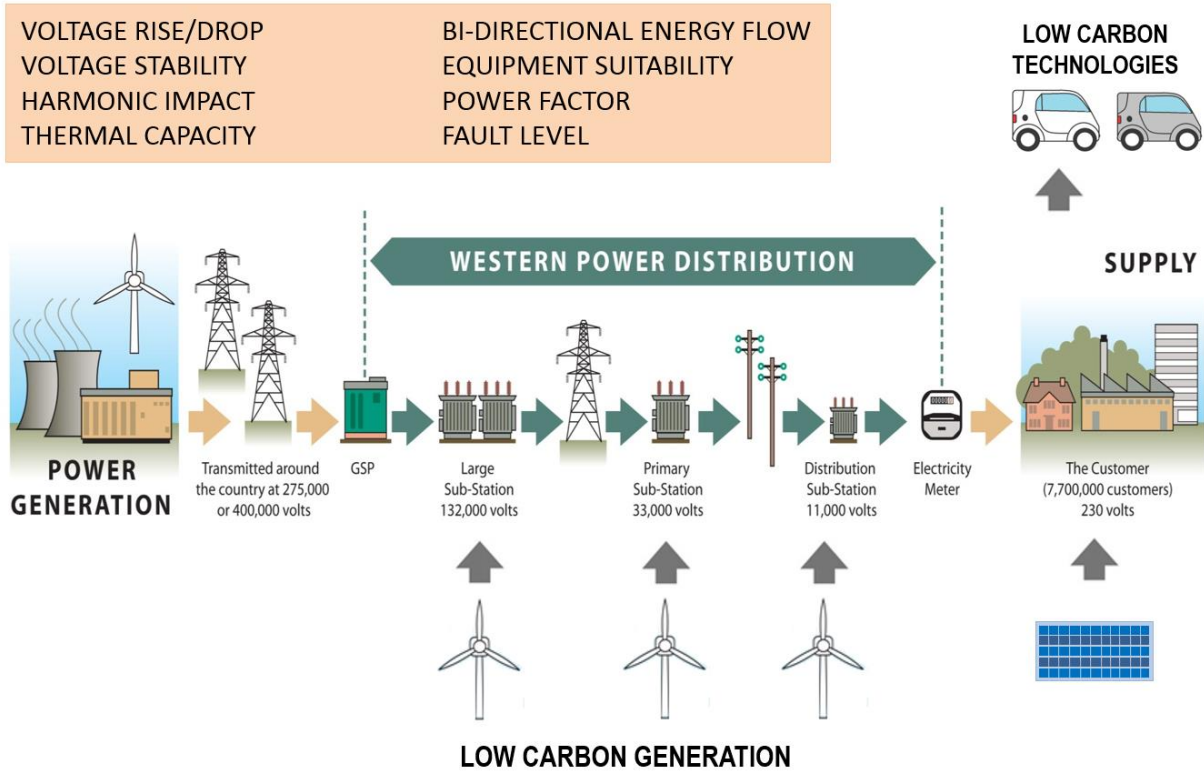 VOLTAGE RISE/DROP
VOLTAGE STABILITY
HARMONIC IMPACT
THERMAL CAPACITY
BI-DIRECTIONAL ENERGY FLOW
EQUIPMENT SUITABILITY
POWER FACTOR
FAULT LEVEL
LOW CARBON
TECHNOLOGIES
WESTERN POWER DISTRIBUTION
SUPPLY
POWER
GENERATION
Transmitted around
the country at 275,000
or 400,000 volts
GSP
Large
Sub-Station
132,000 volts
Primary
Sub-Station
33,000 volts
Distribution
Sub-Station
11,000 volts
Electricity
Meter
The Customer
(7,700,000 customers)
230 volts
LOW CARBON GENERATION